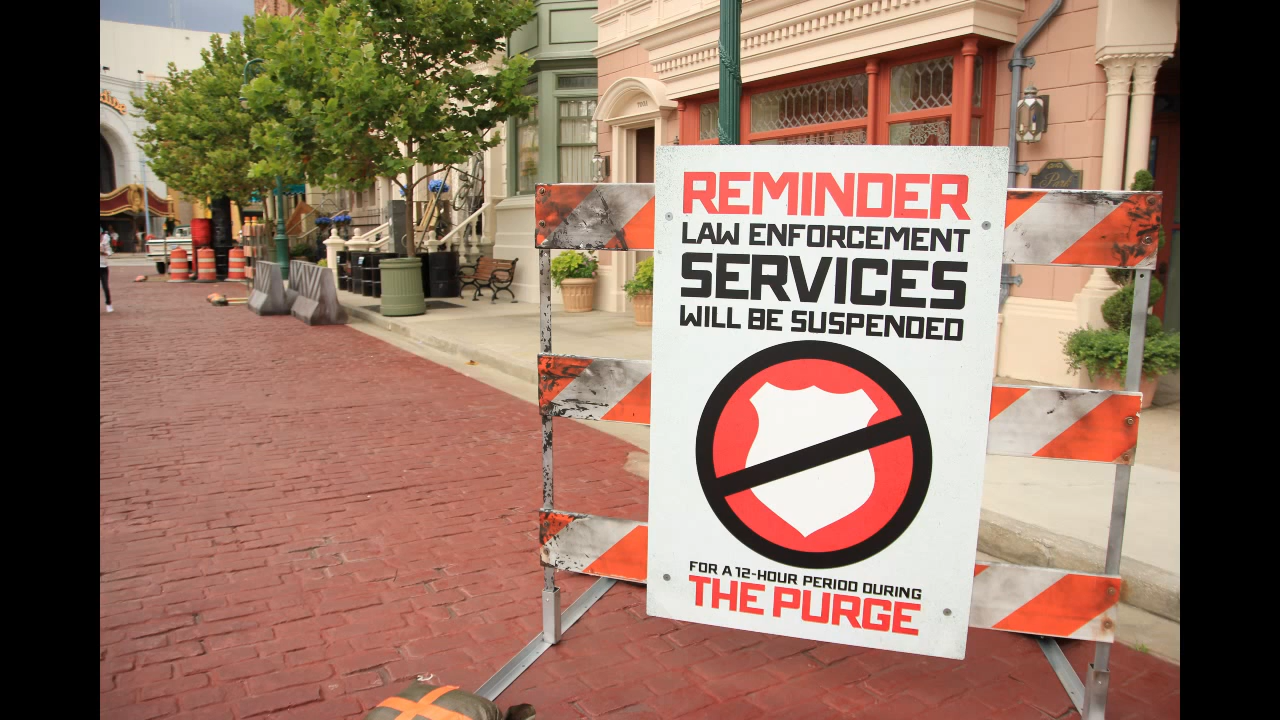 REMINDER
LAW ENFORCEMENT
SERVICES
WILL BE SUSPENDED
FOR A 12-HOUR PERIOD DURING
THE PURGE